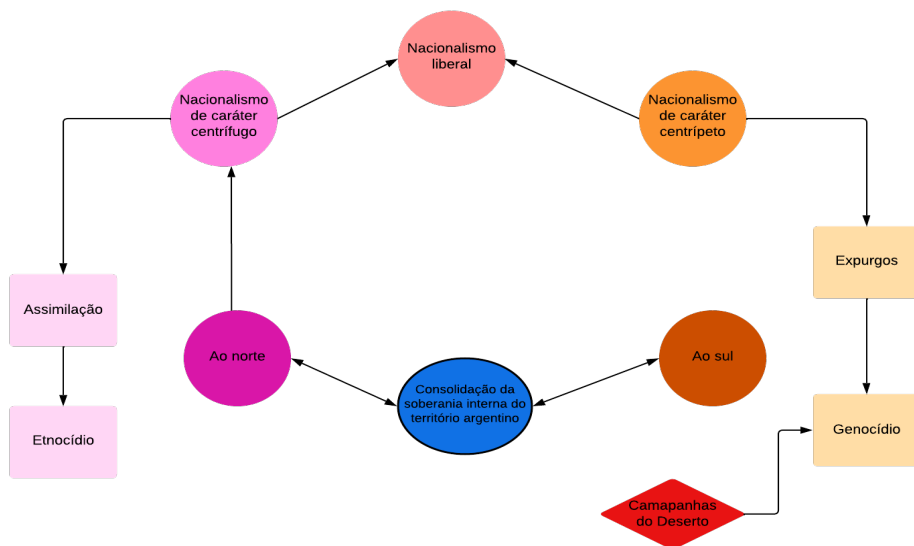 Nacionalismo
liberal
Nacionalismo
de caráter
centrífugo
Nacionalismo
de caráter
centrípeto
Expurgos
Assimilação
Ao norte
Consolidação da
soberania interna do
território argentino
Ao sul
Etnocídio
Genocídio
Camapanhas
do Deserto